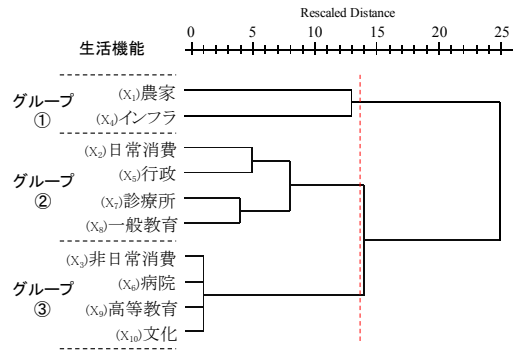 Rescaled Distance
生活機能
0 5 10 15 20 25
グループ
①
(X₁)農家
(X₄)インフラ
グループ
②
(X₂)日常消費
(X₅)行政
(X₇)診療所
(X₈)一般教育
グループ
③
(X₃)非日常消費
(X₆)病院
(X₉)高等教育
(X₁₀)文化